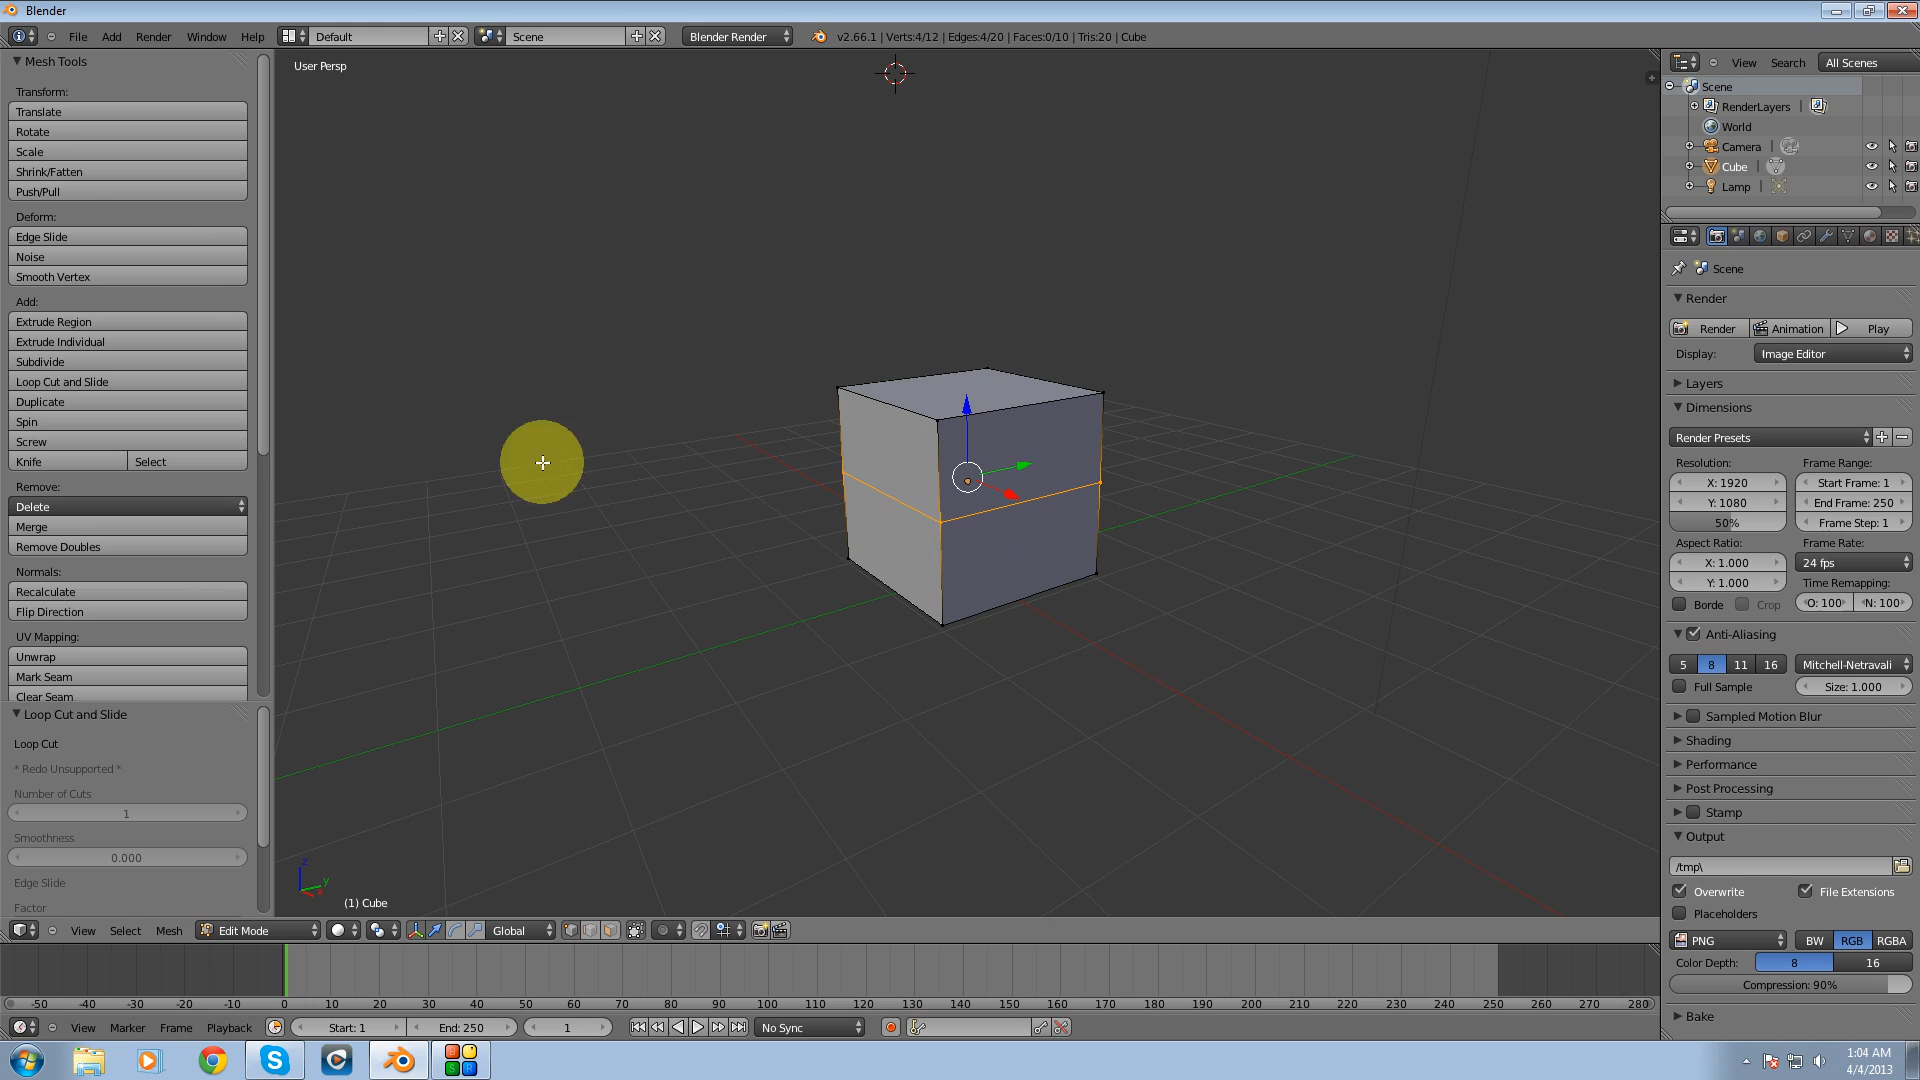 Blender
File Add Render Window Help Default Scene Blender Render v2.66.1 | Verts:4/12 | Edges:4/20 | Faces:0/10 | Tris:20 | Cube
Mesh Tools
Transform:
Translate
Rotate
Scale
Shrink/Fatten
Push/Pull
Deform:
Edge Slide
Noise
Smooth Vertex
Add:
Extrude Region
Extrude Individual
Subdivide
Loop Cut and Slide
Duplicate
Spin
Screw
Knife Select
Remove:
Delete
Merge
Remove Doubles
Normals:
Recalculate
Flip Direction
UV Mapping:
Unwrap
Mark Seam
Clear Seam
Loop Cut and Slide
Loop Cut
* Redo Unsupported *
Number of Cuts
1
Smoothness
0.000
Edge Slide
Factor
User Persp
z
y
(1) Cube
View Select Mesh Edit Mode Global
-50 -40 -30 -20 -10 0 10 20 30 40 50 60 70 80 90 100 110 120 130 140 150 160 170 180 190 200 210 220 230 240 250 260 270 280
View Marker Frame Playback Start: 1 End: 250 1 No Sync
View Search All Scenes
Scene
RenderLayers |
World
Camera |
Cube |
Lamp |
Scene
Render
Render Animation Play
Display: Image Editor
Layers
Dimensions
Render Presets
Resolution: Frame Range:
X: 1920 Start Frame: 1
Y: 1080 End Frame: 250
50% Frame Step: 1
Aspect Ratio: Frame Rate:
X: 1.000 24 fps
Y: 1.000 Time Remapping:
Borde Crop O: 100 N: 100
Anti-Aliasing
5 8 11 16 Mitchell-Netravali
Full Sample Size: 1.000
Sampled Motion Blur
Shading
Performance
Post Processing
Stamp
Output
/tmp\
Overwrite File Extensions
Placeholders
PNG BW RGB RGBA
Color Depth: 8 16
Compression: 90%
Bake
1:04 AM
4/4/2013